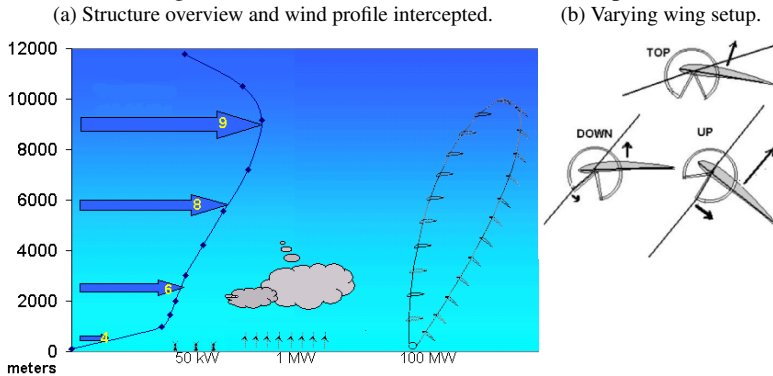 (a) Structure overview and wind profile intercepted.
(b) Varying wing setup.
12000
10000
8000
6000
4000
2000
0
meters
9
8
6
4
50 kW
1 MW
100 MW
TOP
DOWN
UP